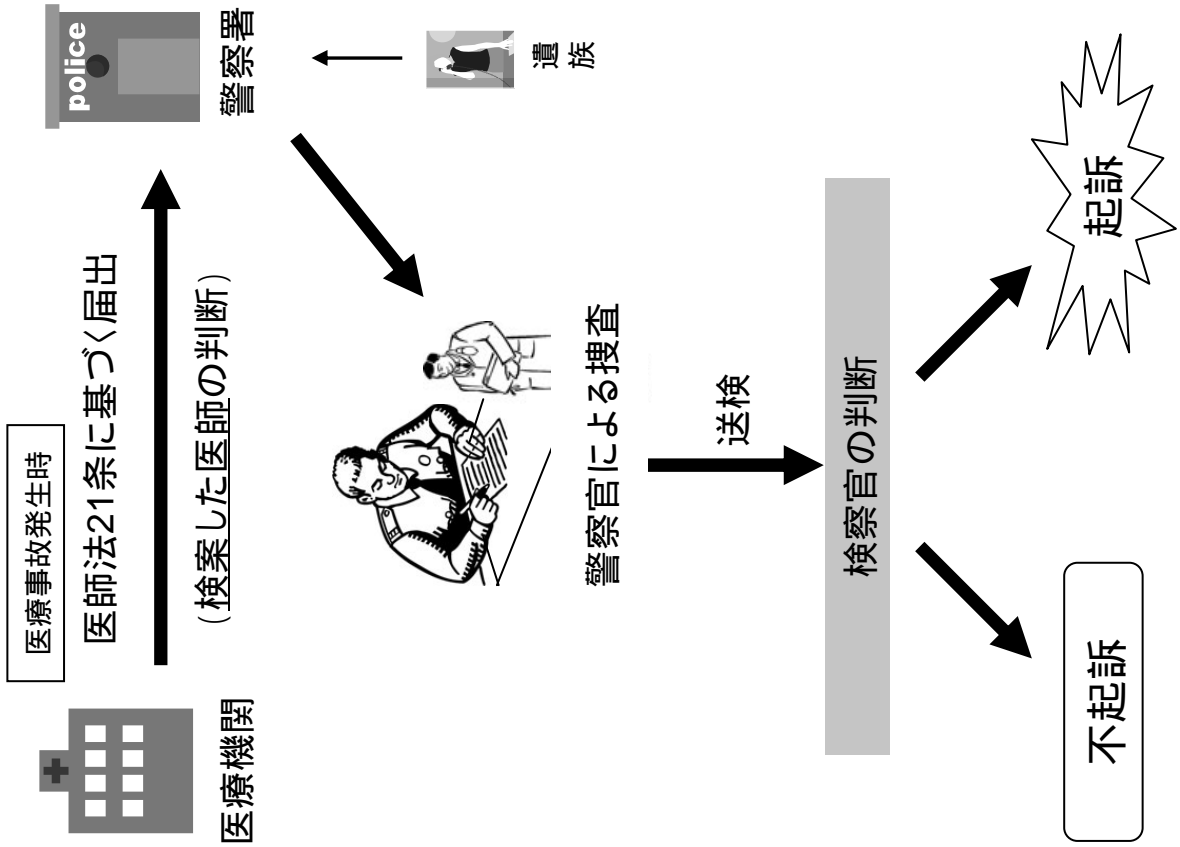 医療事故発生時
医師法21条に基づく届出
（検案した医師の判断）
医療機関
police
警察署
遺族
警察官による捜査
送検
検察官の判断
不起訴
起訴